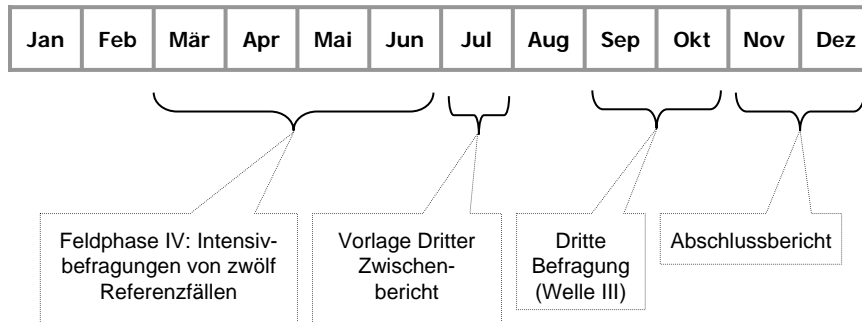 Jan Feb Mär Apr Mai Jun Jul Aug Sep Okt Nov Dez
Feldphase IV: Intensiv-
befragungen von zwölf
Referenzfällen
Vorlage Dritter
Zwischen-
bericht
Dritte
Befragung
(Welle III)
Abschlussbericht